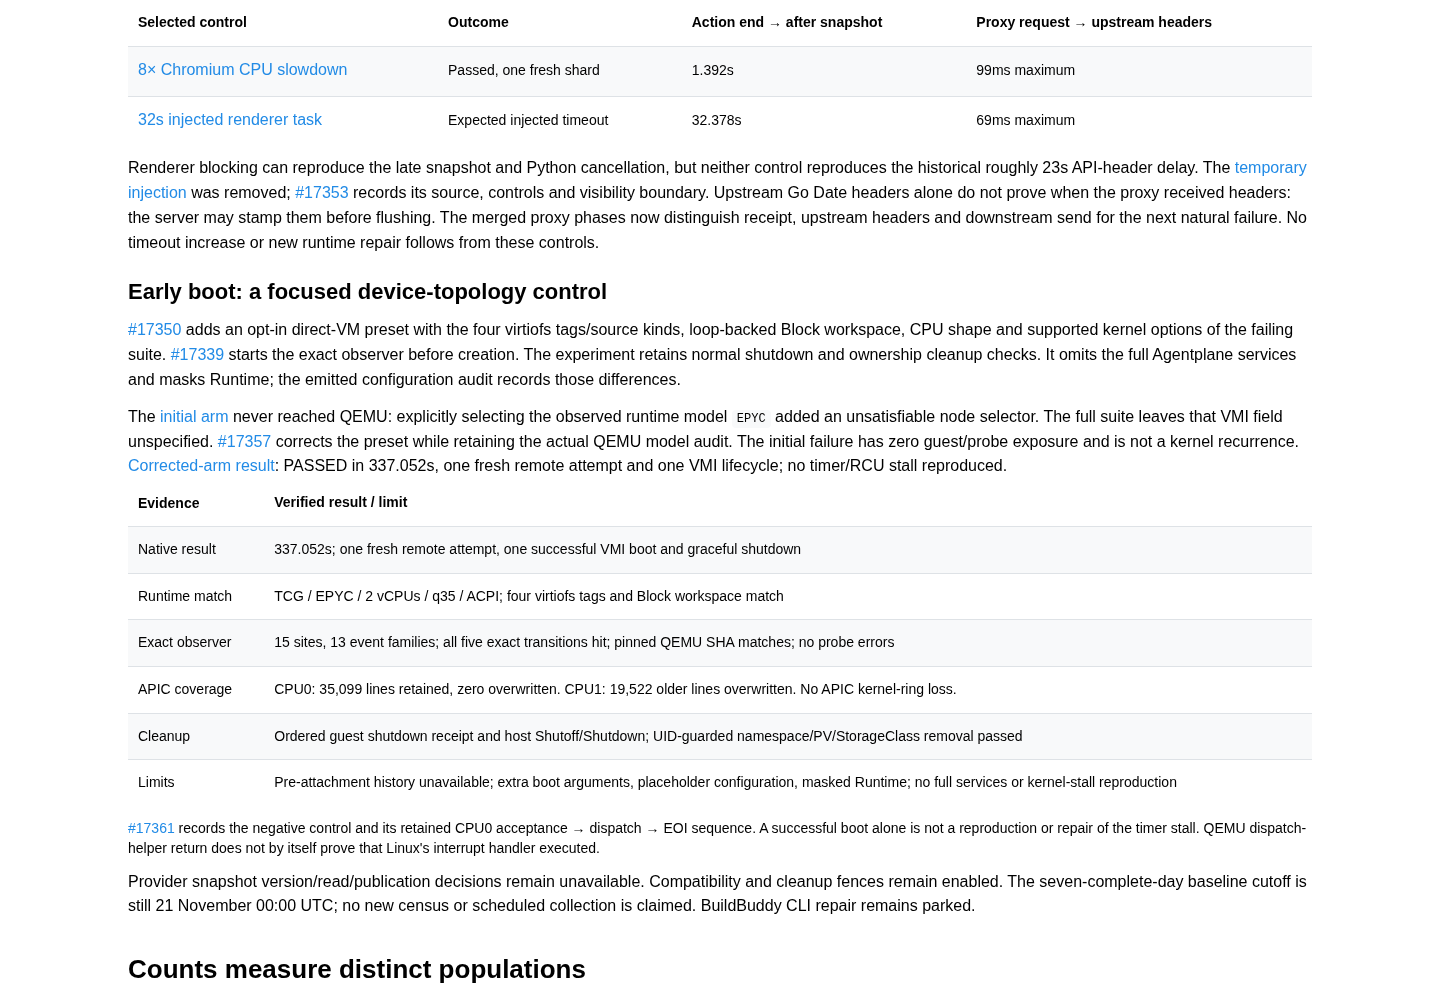 Selected control Outcome Action end → after snapshot Proxy request → upstream headers
8× Chromium CPU slowdown Passed, one fresh shard 1.392s 99ms maximum
32s injected renderer task Expected injected timeout 32.378s 69ms maximum
Renderer blocking can reproduce the late snapshot and Python cancellation, but neither control reproduces the historical roughly 23s API-header delay. The temporary
injection was removed; #17353 records its source, controls and visibility boundary. Upstream Go Date headers alone do not prove when the proxy received headers:
the server may stamp them before flushing. The merged proxy phases now distinguish receipt, upstream headers and downstream send for the next natural failure. No
timeout increase or new runtime repair follows from these controls.
Early boot: a focused device-topology control
#17350 adds an opt-in direct-VM preset with the four virtiofs tags/source kinds, loop-backed Block workspace, CPU shape and supported kernel options of the failing
suite. #17339 starts the exact observer before creation. The experiment retains normal shutdown and ownership cleanup checks. It omits the full Agentplane services
and masks Runtime; the emitted configuration audit records those differences.
The initial arm never reached QEMU: explicitly selecting the observed runtime model EPYC added an unsatisfiable node selector. The full suite leaves that VMI field
unspecified. #17357 corrects the preset while retaining the actual QEMU model audit. The initial failure has zero guest/probe exposure and is not a kernel recurrence.
Corrected-arm result: PASSED in 337.052s, one fresh remote attempt and one VMI lifecycle; no timer/RCU stall reproduced.
Evidence Verified result / limit
Native result 337.052s; one fresh remote attempt, one successful VMI boot and graceful shutdown
Runtime match TCG / EPYC / 2 vCPUs / q35 / ACPI; four virtiofs tags and Block workspace match
Exact observer 15 sites, 13 event families; all five exact transitions hit; pinned QEMU SHA matches; no probe errors
APIC coverage CPU0: 35,099 lines retained, zero overwritten. CPU1: 19,522 older lines overwritten. No APIC kernel-ring loss.
Cleanup Ordered guest shutdown receipt and host Shutoff/Shutdown; UID-guarded namespace/PV/StorageClass removal passed
Limits Pre-attachment history unavailable; extra boot arguments, placeholder configuration, masked Runtime; no full services or kernel-stall reproduction
#17361 records the negative control and its retained CPU0 acceptance → dispatch → EOI sequence. A successful boot alone is not a reproduction or repair of the timer stall. QEMU dispatch-
helper return does not by itself prove that Linux's interrupt handler executed.
Provider snapshot version/read/publication decisions remain unavailable. Compatibility and cleanup fences remain enabled. The seven-complete-day baseline cutoff is
still 21 November 00:00 UTC; no new census or scheduled collection is claimed. BuildBuddy CLI repair remains parked.
Counts measure distinct populations